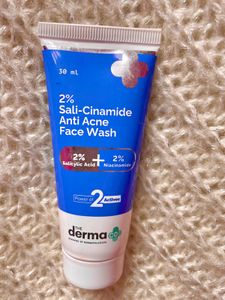 30 ml
2%
Sali-Cinamide
Anti Acne
Face Wash
2%
Salicylic Acid
+
2%
Niacinamide
Power of 2 Actives
THE
derma
co